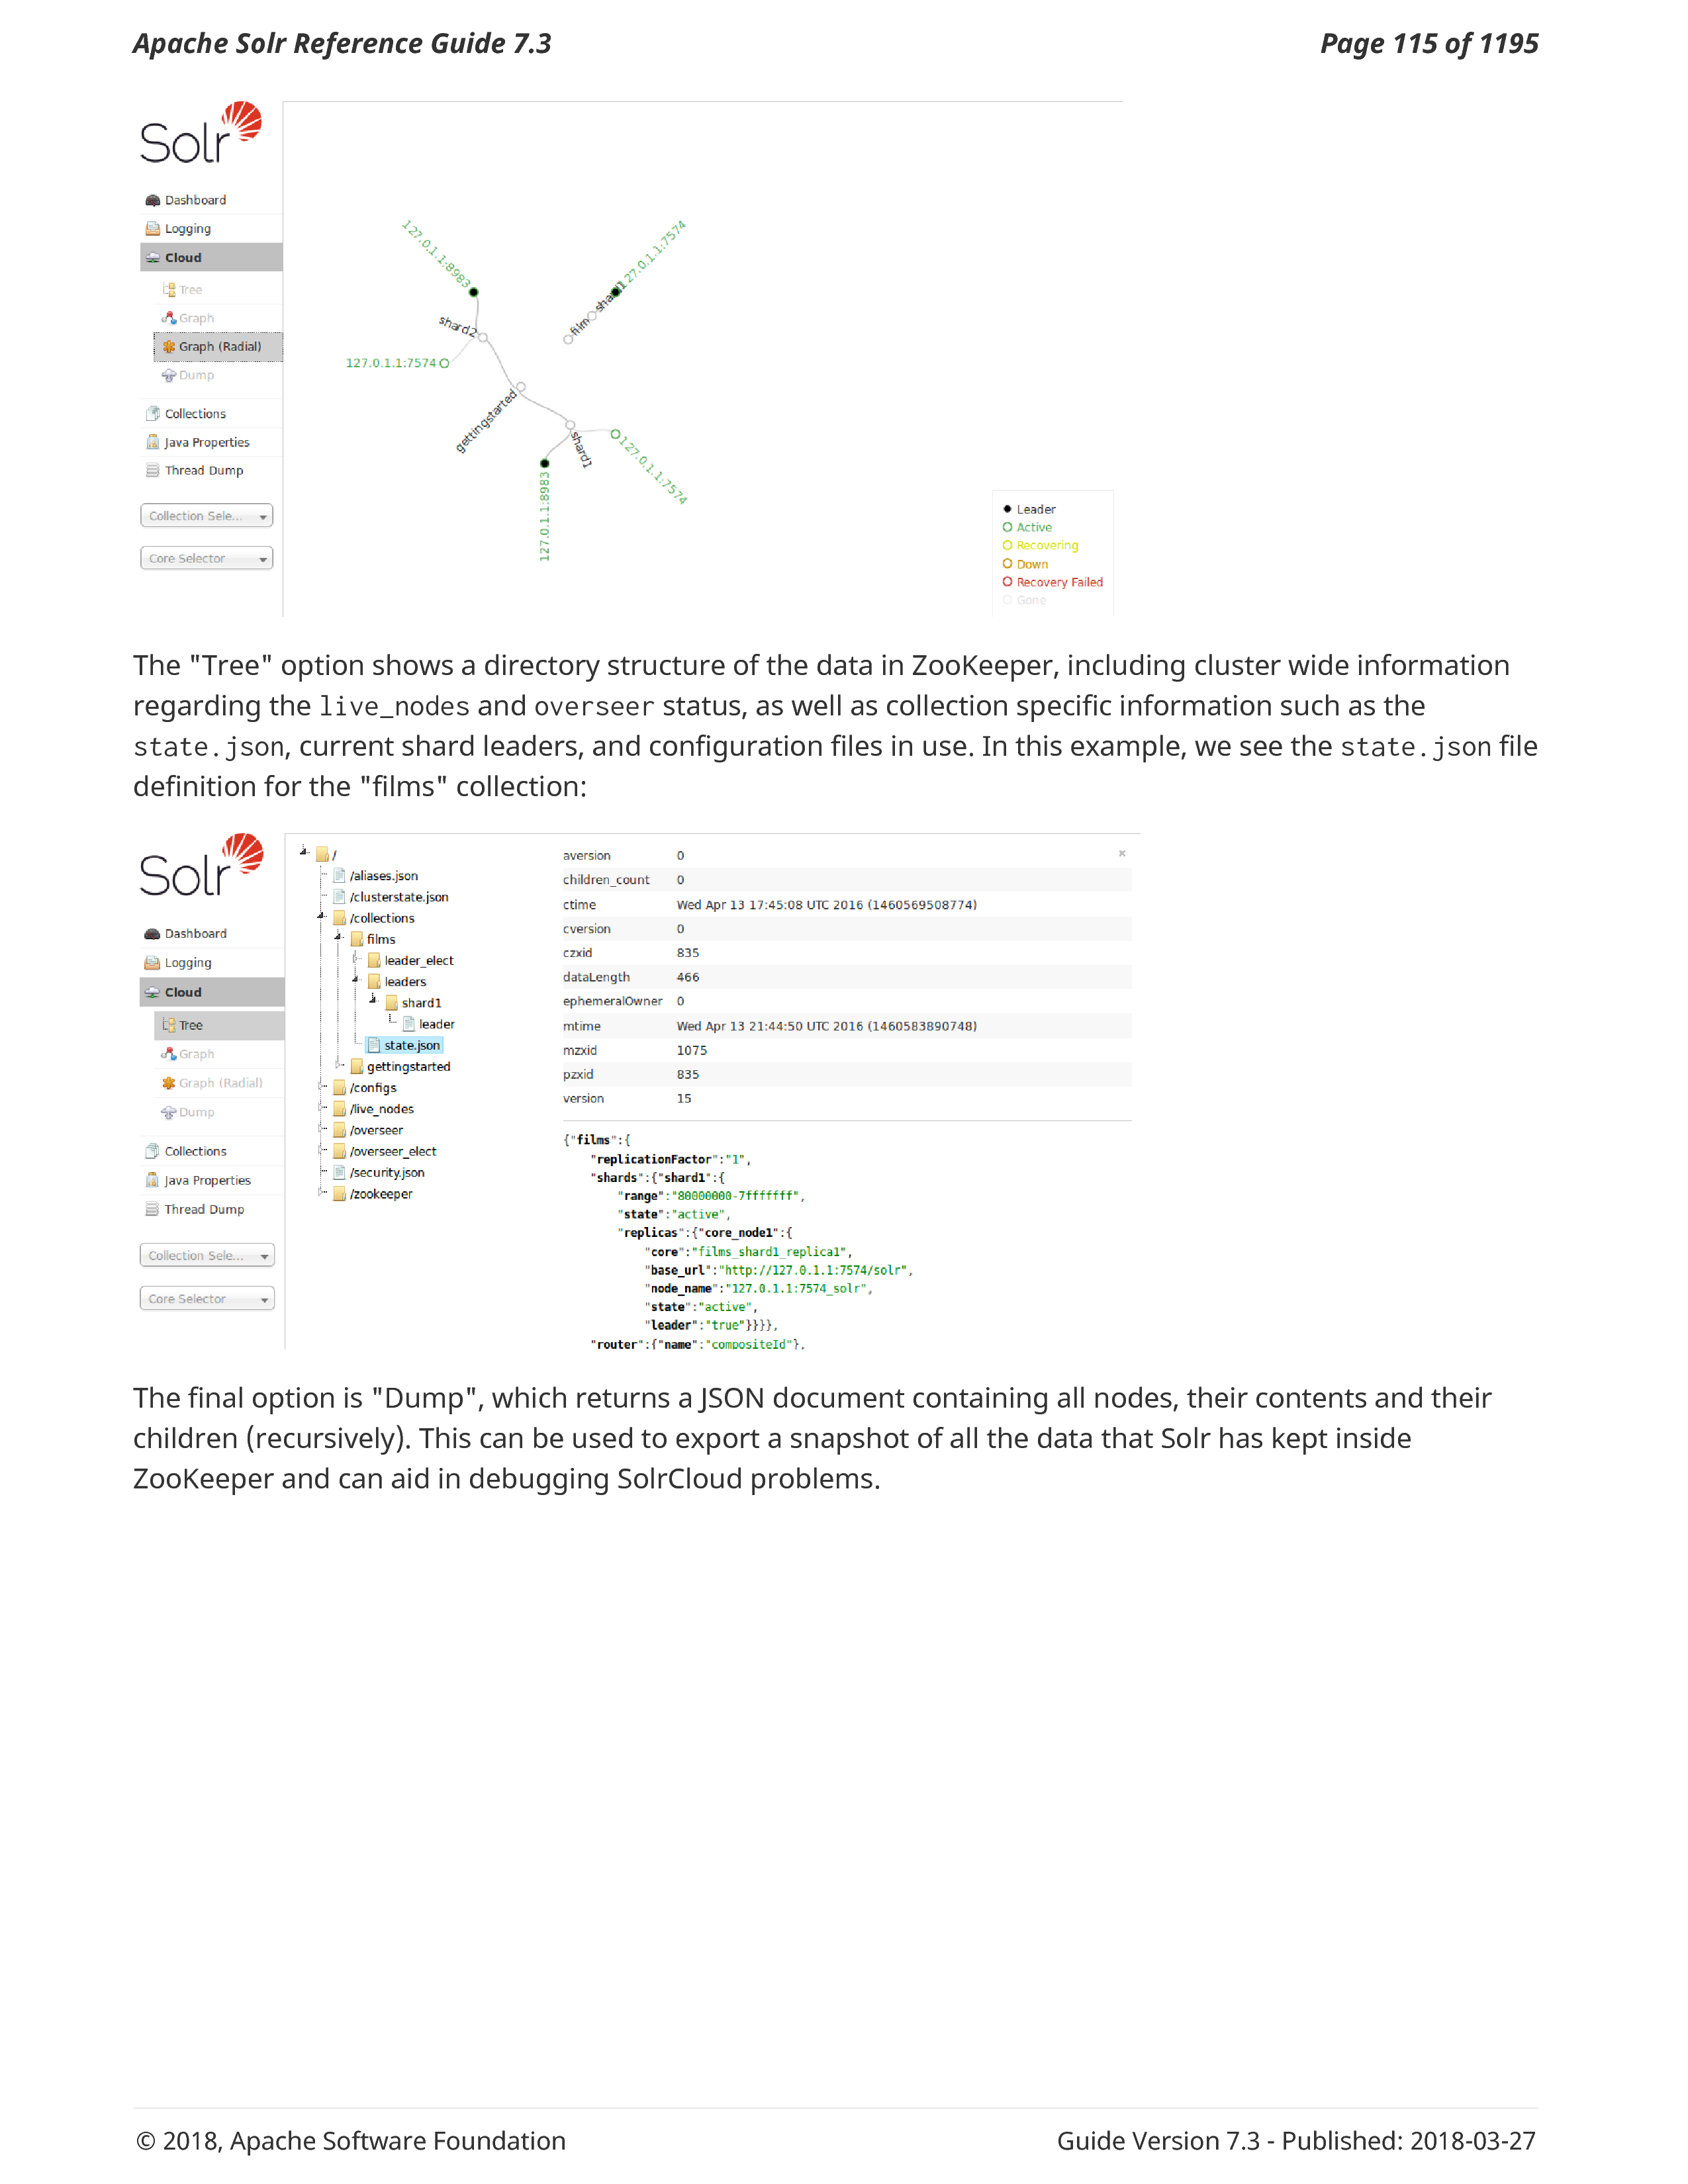 Apache Solr Reference Guide 7.3
Page 115 of 1195
Solr
Dashboard
Logging
Cloud
Tree
Graph
Graph (Radial)
Dump
Collections
Java Properties
Thread Dump
Collection Sele...
Core Selector
127.0.1.1:8983
shard2
127.0.1.1:7574
gettingstarted
shard1
127.0.1.1:8983
127.0.1.1:7574
film
shard1
127.0.1.1:7574
Leader
Active
Recovering
Down
Recovery Failed
Gone
The "Tree" option shows a directory structure of the data in ZooKeeper, including cluster wide information
regarding the live_nodes and overseer status, as well as collection specific information such as the
state.json, current shard leaders, and configuration files in use. In this example, we see the state.json file
definition for the "films" collection:
Solr
Dashboard
Logging
Cloud
Tree
Graph
Graph (Radial)
Dump
Collections
Java Properties
Thread Dump
Collection Sele...
Core Selector
/
/aliases.json
/clusterstate.json
/collections
films
leader_elect
leaders
shard1
leader
state.json
gettingstarted
/configs
/live_nodes
/overseer
/overseer_elect
/security.json
/zookeeper
aversion 0
children_count 0
ctime Wed Apr 13 17:45:08 UTC 2016 (1460569508774)
cversion 0
czxid 835
dataLength 466
ephemeralOwner 0
mtime Wed Apr 13 21:44:50 UTC 2016 (1460583890748)
mzxid 1075
pzxid 835
version 15
{"films":{
"replicationFactor":"1",
"shards":{"shard1":{
"range":"80000000-7fffffff",
"state":"active",
"replicas":{"core_node1":{
"core":"films_shard1_replica1",
"base_url":"http://127.0.1.1:7574/solr",
"node_name":"127.0.1.1:7574_solr",
"state":"active",
"leader":"true"}}}},
"router":{"name":"compositeId"},
The final option is "Dump", which returns a JSON document containing all nodes, their contents and their
children (recursively). This can be used to export a snapshot of all the data that Solr has kept inside
ZooKeeper and can aid in debugging SolrCloud problems.
© 2018, Apache Software Foundation
Guide Version 7.3 - Published: 2018-03-27